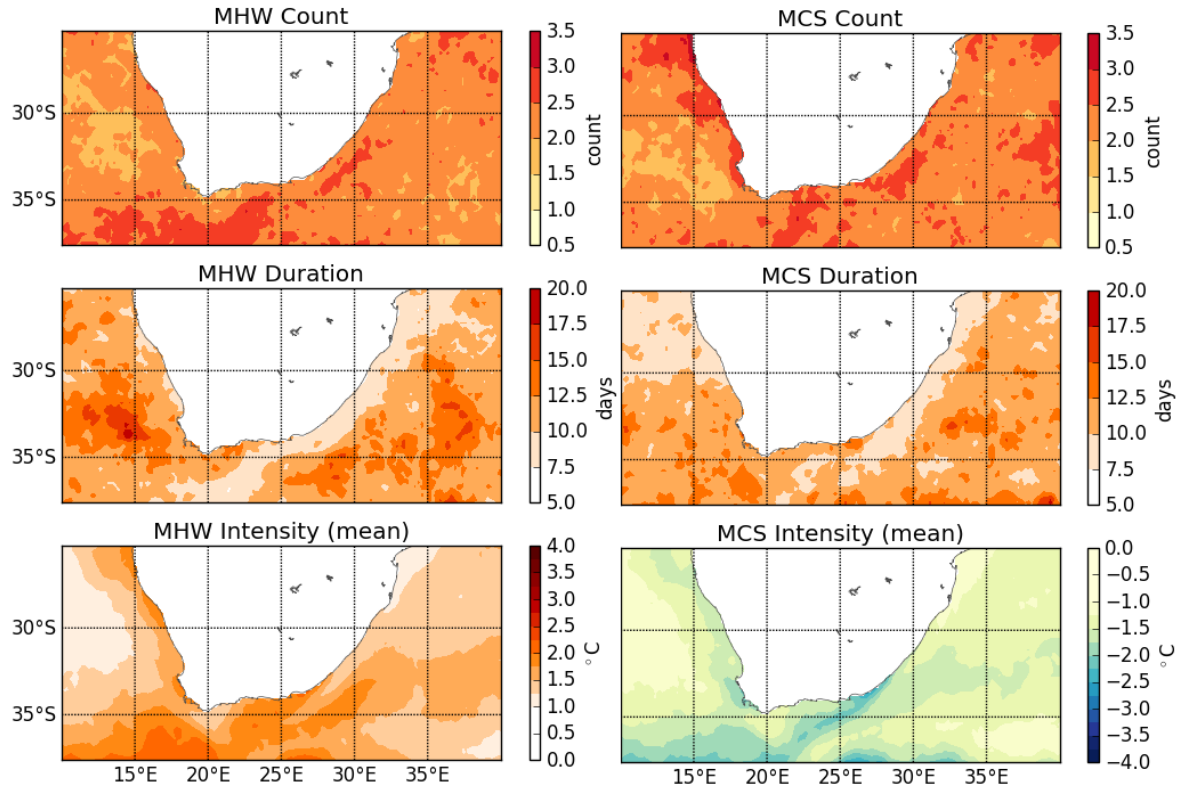 MHW Count
MCS Count
3.5
3.0
2.5
2.0
1.5
1.0
0.5
count
30°S
35°S
3.5
3.0
2.5
2.0
1.5
1.0
0.5
count
MHW Duration
MCS Duration
20.0
17.5
15.0
12.5
10.0
7.5
5.0
days
30°S
35°S
20.0
17.5
15.0
12.5
10.0
7.5
5.0
days
MHW Intensity (mean)
MCS Intensity (mean)
4.0
3.5
3.0
2.5
2.0
1.5
1.0
0.5
0.0
°C
30°S
35°S
0.0
−0.5
−1.0
−1.5
−2.0
−2.5
−3.0
−3.5
−4.0
°C
15°E 20°E 25°E 30°E 35°E
15°E 20°E 25°E 30°E 35°E